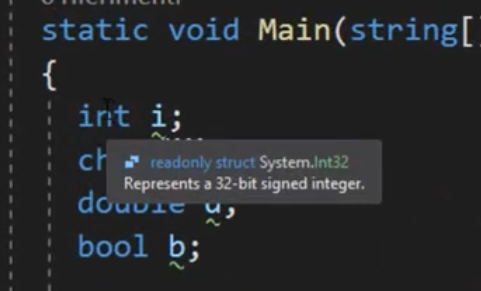 static void Main(string[]
{
int i;
readonly struct System.Int32
ch
Represents a 32-bit signed integer.
double d;
bool b;